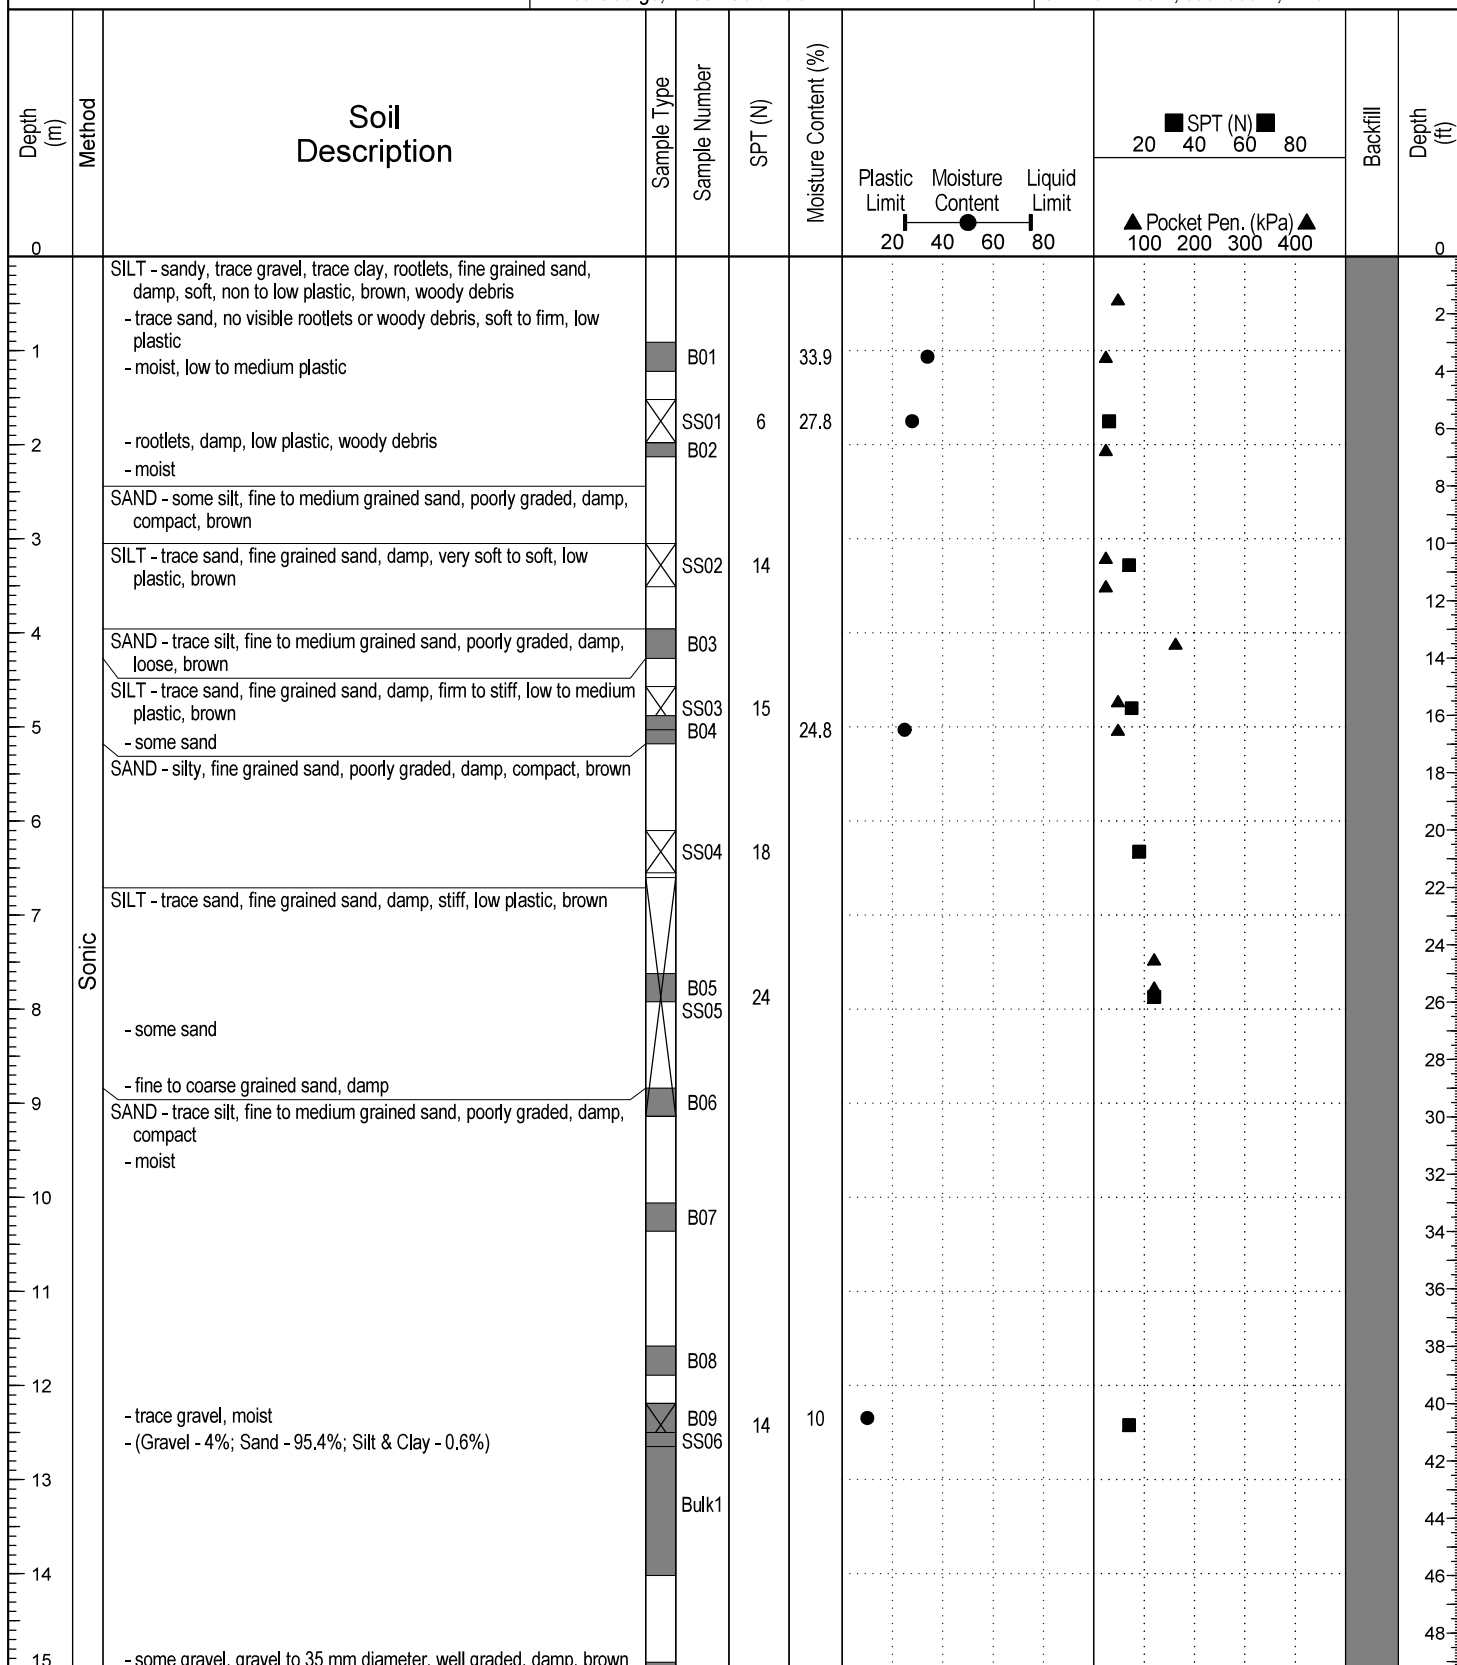 Depth
(m)
Method
Soil
Description
Sample Type
Sample Number
SPT (N)
Moisture Content (%)
Plastic
Limit
Moisture
Content
Liquid
Limit
20 40 60 80
■ SPT (N) ■
20 40 60 80
▲ Pocket Pen. (kPa) ▲
100 200 300 400
Backfill
Depth
(ft)
0
0
Sonic
SILT - sandy, trace gravel, trace clay, rootlets, fine grained sand,
damp, soft, non to low plastic, brown, woody debris
- trace sand, no visible rootlets or woody debris, soft to firm, low
plastic
2
1 B01 33.9
- moist, low to medium plastic
4
SS01 6 27.8
6
- rootlets, damp, low plastic, woody debris
2 B02
- moist
8
SAND - some silt, fine to medium grained sand, poorly graded, damp,
compact, brown
3
10
SILT - trace sand, fine grained sand, damp, very soft to soft, low
plastic, brown
SS02 14
12
4
SAND - trace silt, fine to medium grained sand, poorly graded, damp,
loose, brown
B03
14
SILT - trace sand, fine grained sand, damp, firm to stiff, low to medium
plastic, brown
SS03 15
16
5 B04 24.8
- some sand
SAND - silty, fine grained sand, poorly graded, damp, compact, brown
18
6
20
SS04 18
22
SILT - trace sand, fine grained sand, damp, stiff, low plastic, brown
7
24
B05
24
26
8 SS05
- some sand
28
- fine to coarse grained sand, damp
9 B06
SAND - trace silt, fine to medium grained sand, poorly graded, damp,
compact
30
- moist
32
10
B07
34
11
36
38
B08
12
40
- trace gravel, moist
B09
14 10
- (Gravel - 4%; Sand - 95.4%; Silt & Clay - 0.6%)
SS06
42
13
Bulk1
44
14
46
48
15
- some gravel, gravel to 35 mm diameter, well graded, damp, brown